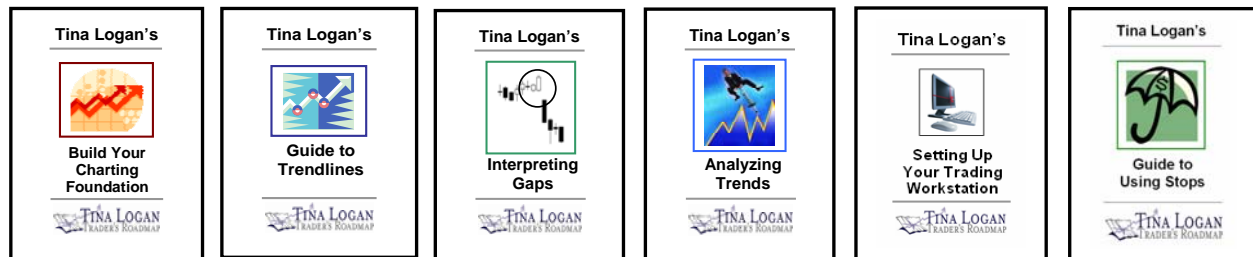 Tina Logan's
Build Your
Charting
Foundation
TINA LOGAN
TRADER'S ROADMAP
Tina Logan's
Guide to
Trendlines
TINA LOGAN
TRADER'S ROADMAP
Tina Logan's
Interpreting
Gaps
TINA LOGAN
TRADER'S ROADMAP
Tina Logan's
Analyzing
Trends
TINA LOGAN
TRADER'S ROADMAP
Tina Logan's
Setting Up
Your Trading
Workstation
TINA LOGAN
TRADER'S ROADMAP
Tina Logan's
$
Guide to
Using Stops
TINA LOGAN
TRADER'S ROADMAP